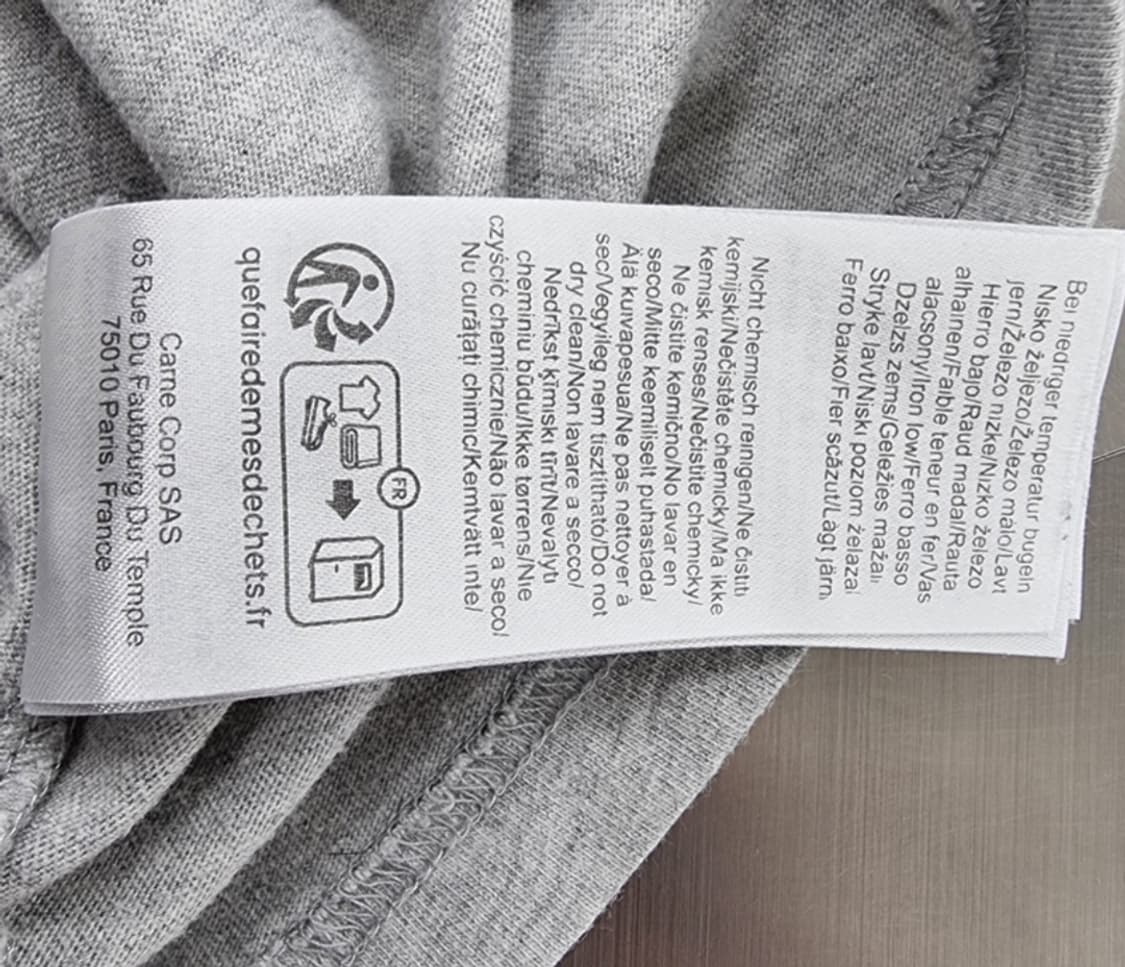 Bei niedriger temperatur bügeln
Nisko željezo/Železo málo/Lavt
jern/Železo nizke/Nízko železo
Hierro bajo/Raud madal/Rauta
alhainen/Faible teneur en fer/Vas
alacsony/Iron low/Ferro basso
Dzelzs zems/Geležies mažai
Stryke lavt/Niski poziom żelaza
Ferro baixo/Fier scăzut/Lågt järn
Nicht chemisch reinigen/Ne čistiti
kemijski/Nečistěte chemicky/Må ikke
kemisk renses/Nečistite chemicky/
Ne čistite kemično/No lavar en
seco/Mitte keemiliselt puhastada/
Älä kuivapesua/Ne pas nettoyer à
sec/Vegyileg nem tisztítható/Do not
dry clean/Non lavare a secco/
Nedrīkst ķīmiski tīrīt/Nevalyti
cheminiu būdu/Ikke tørrens/Nie
czyścić chemicznie/Não lavar a seco/
Nu curățați chimic/Kemtvätt inte/
FR
quefairedemesdechets.fr
Carne Corp SAS
65 Rue Du Faubourg Du Temple
75010 Paris, France